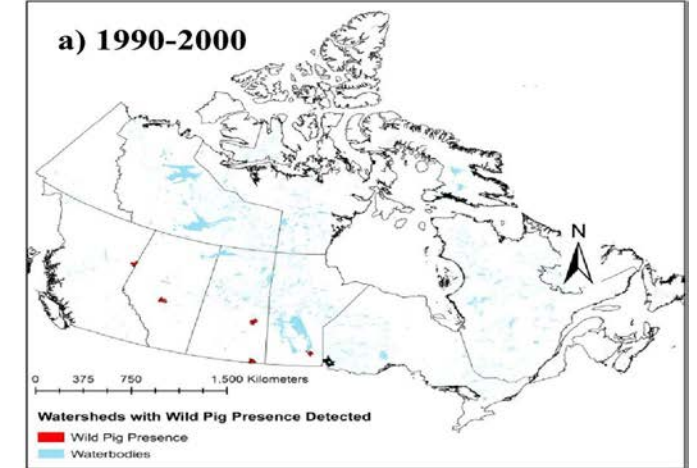 a) 1990-2000
N
0 375 750 1,500 Kilometers
Watersheds with Wild Pig Presence Detected
Wild Pig Presence
Waterbodies